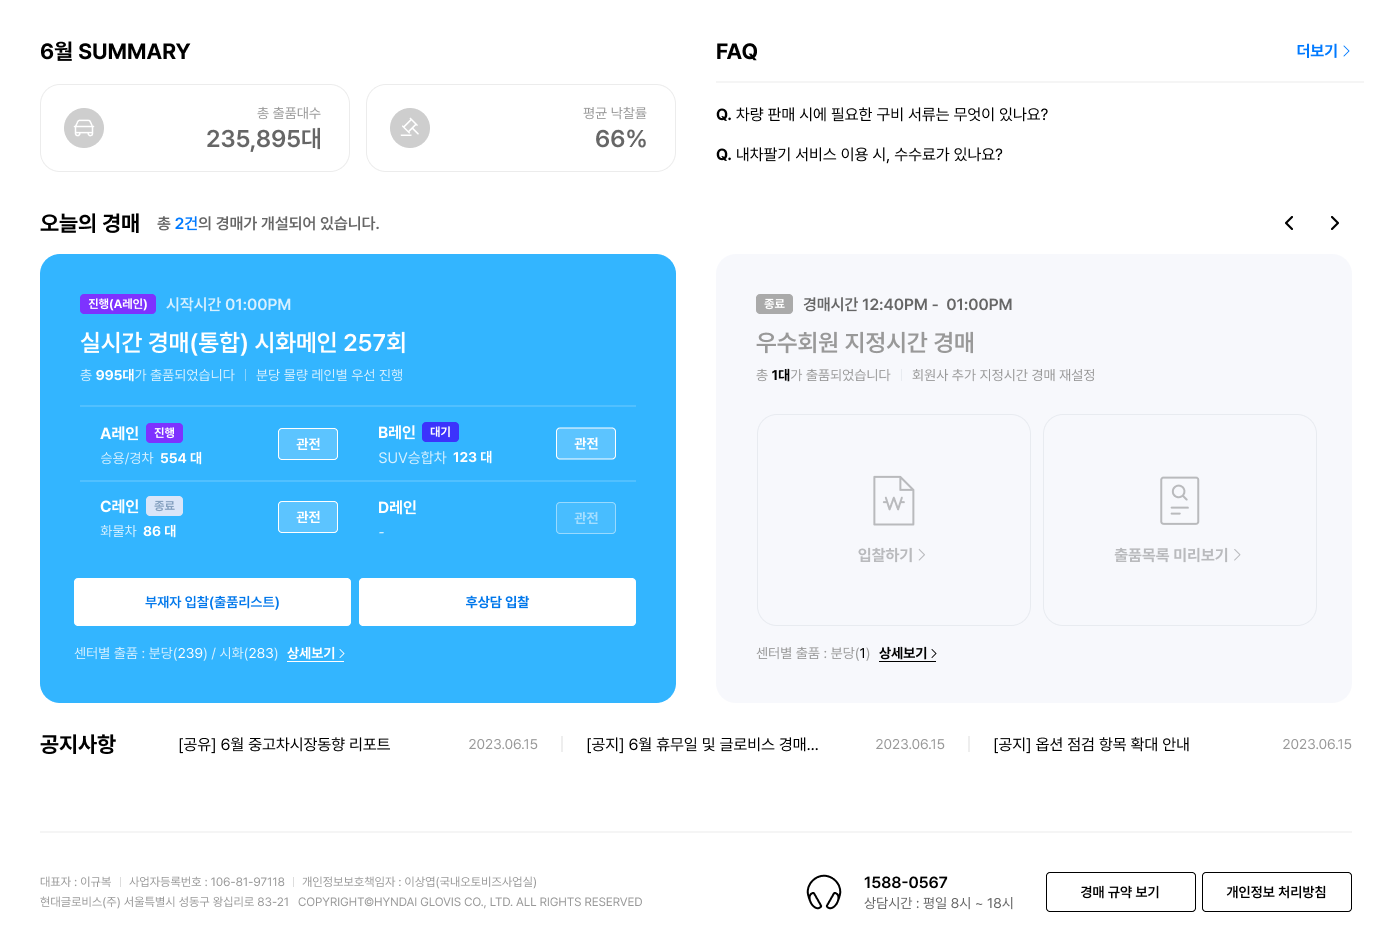 6월 SUMMARY
총 출품대수
235,895대
평균 낙찰률
66%
FAQ
더보기
Q. 차량 판매 시에 필요한 구비 서류는 무엇이 있나요?
Q. 내차팔기 서비스 이용 시, 수수료가 있나요?
오늘의 경매 총 2건의 경매가 개설되어 있습니다.
진행(A레인) 시작시간 01:00PM
실시간 경매(통합) 시화메인 257회
총 995대가 출품되었습니다 | 분당 물량 레인별 우선 진행
A레인 진행
승용/경차 554 대
관전
B레인 대기
SUV승합차 123 대
관전
C레인 종료
화물차 86 대
관전
D레인
-
관전
부재자 입찰(출품리스트)
후상담 입찰
센터별 출품 : 분당(239) / 시화(283) 상세보기
종료 경매시간 12:40PM - 01:00PM
우수회원 지정시간 경매
총 1대가 출품되었습니다 | 회원사 추가 지정시간 경매 재설정
입찰하기
출품목록 미리보기
센터별 출품 : 분당(1) 상세보기
공지사항
[공유] 6월 중고차시장동향 리포트 2023.06.15
[공지] 6월 휴무일 및 글로비스 경매... 2023.06.15
[공지] 옵션 점검 항목 확대 안내 2023.06.15
대표자 : 이규복 | 사업자등록번호 : 106-81-97118 | 개인정보보호책임자 : 이상엽(국내오토비즈사업실)
현대글로비스(주) 서울특별시 성동구 왕십리로 83-21 COPYRIGHT©HYNDAI GLOVIS CO., LTD. ALL RIGHTS RESERVED
1588-0567
상담시간 : 평일 8시 ~ 18시
경매 규약 보기
개인정보 처리방침